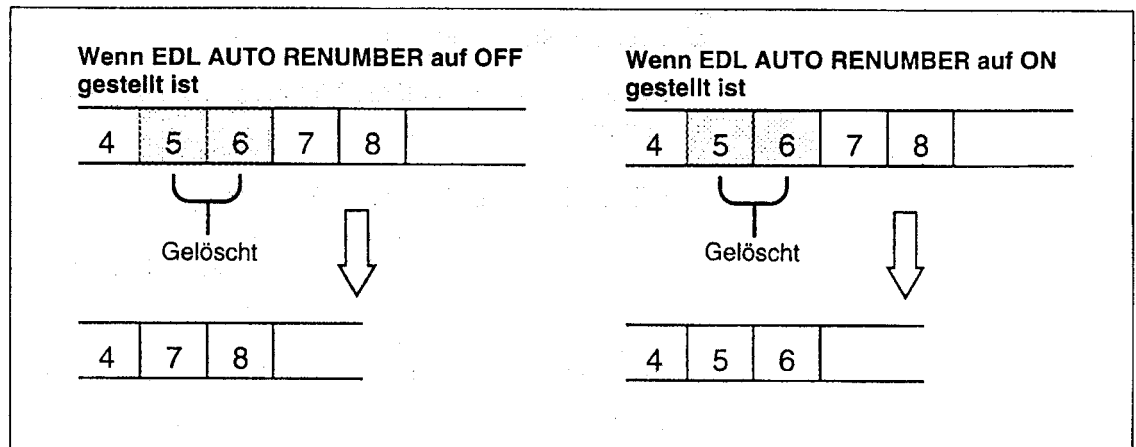 Wenn EDL AUTO RENUMBER auf OFF
gestellt ist
4 5 6 7 8
Gelöscht
4 7 8
Wenn EDL AUTO RENUMBER auf ON
gestellt ist
4 5 6 7 8
Gelöscht
4 5 6